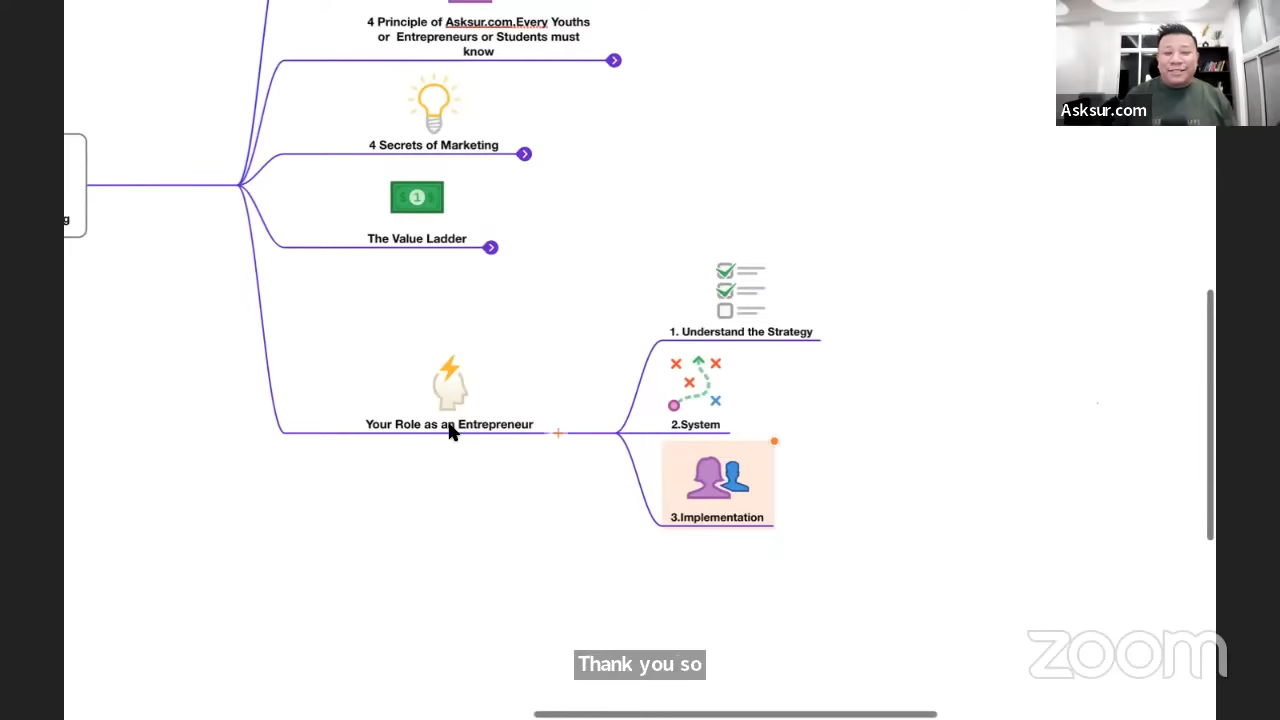 4 Principle of Asksur.com.Every Youths
or Entrepreneurs or Students must
know
Asksur.com
4 Secrets of Marketing
1
g
The Value Ladder
1. Understand the Strategy
Your Role as an Entrepreneur
2.System
3.Implementation
Thank you so
zoom